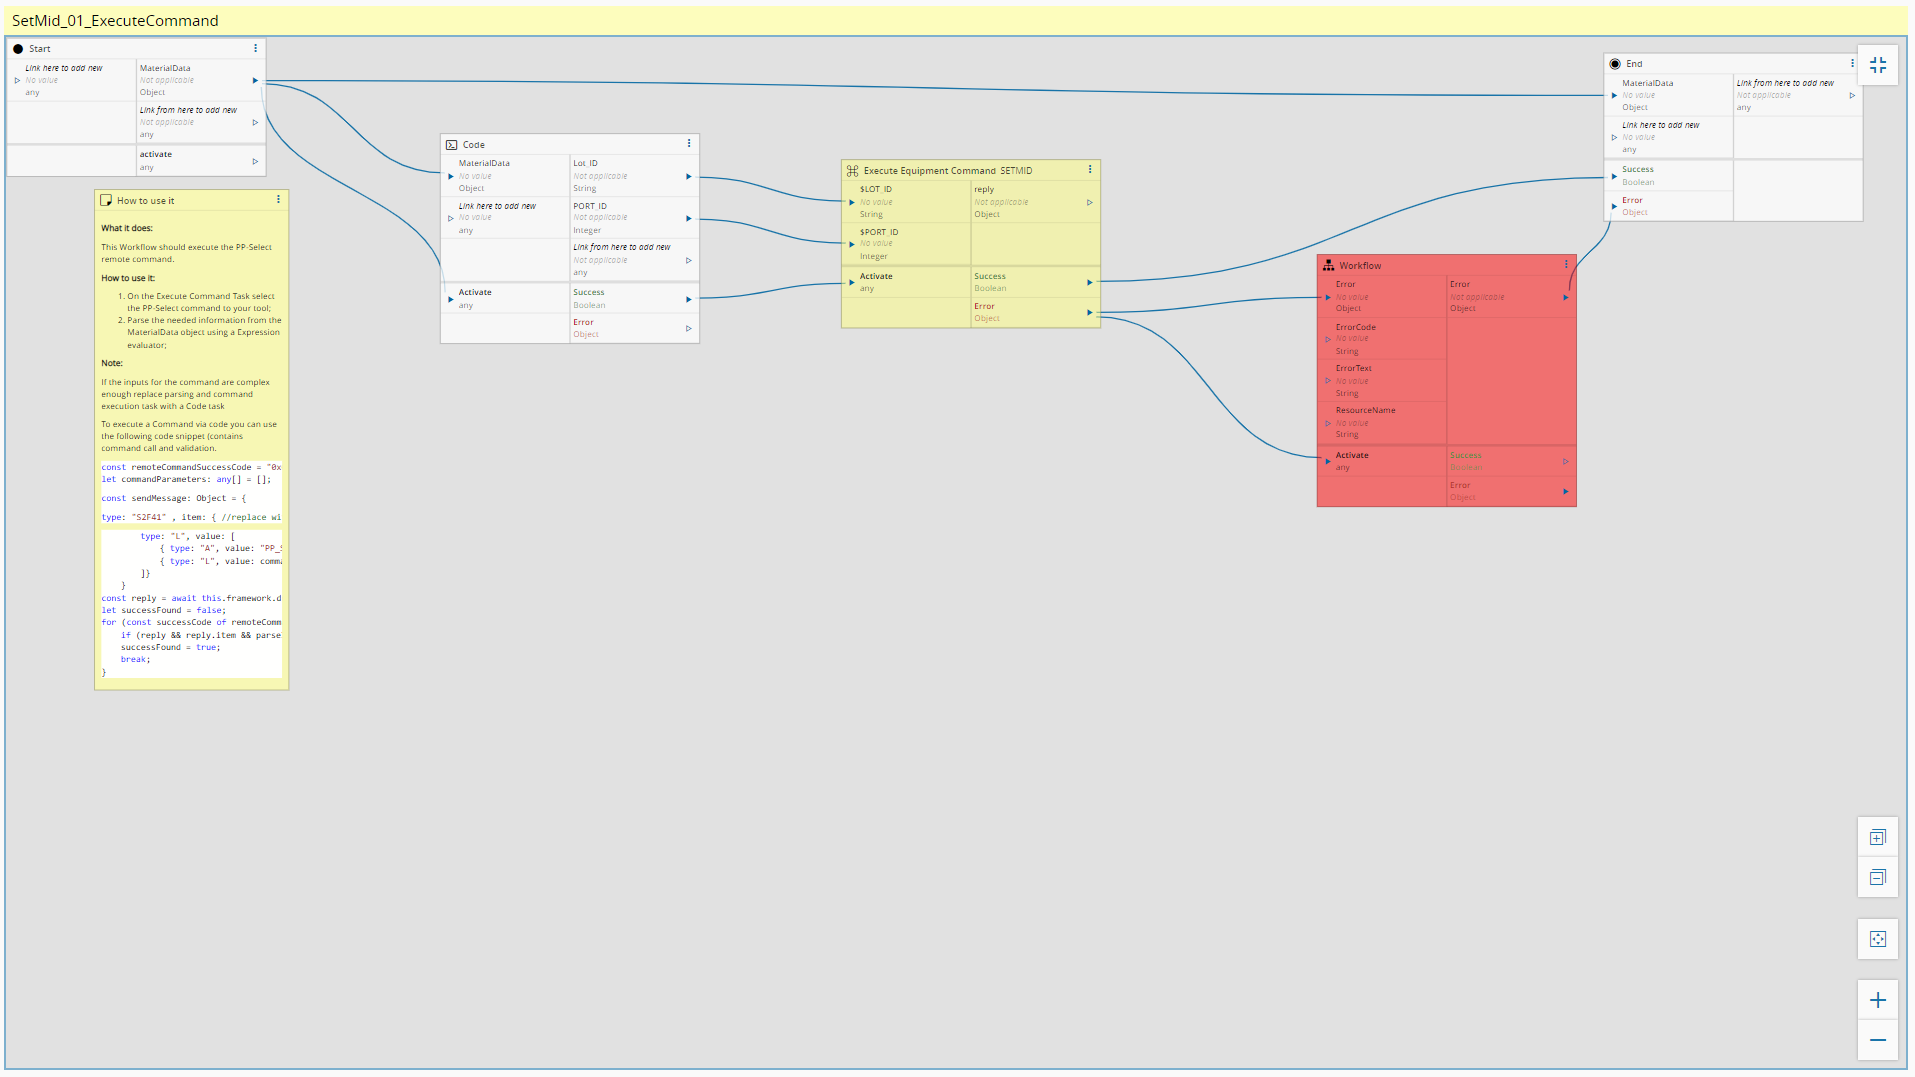 SetMid_01_ExecuteCommand
Start
Link here to add new
No value
any
MaterialData
Not applicable
Object
Link from here to add new
Not applicable
any
activate
any
How to use it
What it does:
This Workflow should execute the PP-Select
remote command.
How to use it:
1. On the Execute Command Task select
the PP-Select command to your tool;
2. Parse the needed information from the
MaterialData object using a Expression
evaluator;
Note:
If the inputs for the command are complex
enough replace parsing and command
execution task with a Code task
To execute a Command via code you can use
the following code snippet (contains
command call and validation.
const remoteCommandSuccessCode = "0x
let commandParameters: any[] = [];
const sendMessage: Object = {
type: "S2F41" , item: { //replace wi
type: "L", value: [
{ type: "A", value: "PP_S
{ type: "L", value: comma
]}
}
const reply = await this.framework.d
let successFound = false;
for (const successCode of remoteComm
if (reply && reply.item && parse
successFound = true;
break;
}
Code
MaterialData
No value
Object
Link here to add new
No value
any
Activate
any
Lot_ID
Not applicable
String
PORT_ID
Not applicable
Integer
Link from here to add new
Not applicable
any
Success
Boolean
Error
Object
Execute Equipment Command SETMID
$LOT_ID
No value
String
$PORT_ID
No value
Integer
Activate
any
reply
Not applicable
Object
Success
Boolean
Error
Object
Workflow
Error
No value
Object
ErrorCode
No value
String
ErrorText
No value
String
ResourceName
No value
String
Activate
any
Error
Not applicable
Object
Success
Boolean
Error
Object
End
MaterialData
No value
Object
Link here to add new
No value
any
Success
Boolean
Error
Object
Link from here to add new
Not applicable
any